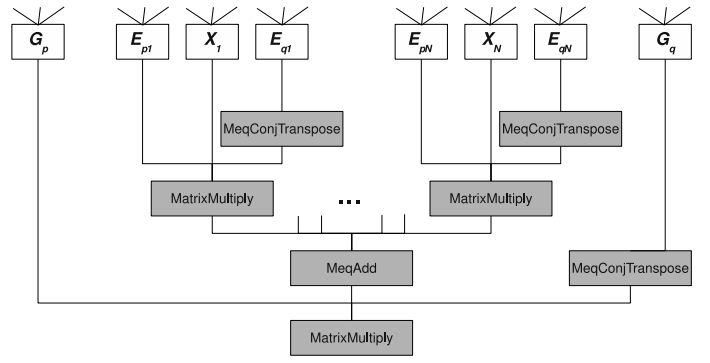 G_p E_p1 X_1 E_q1 E_pN X_N E_qN G_q
MeqConjTranspose MeqConjTranspose
MatrixMultiply ... MatrixMultiply
MeqAdd MeqConjTranspose
MatrixMultiply